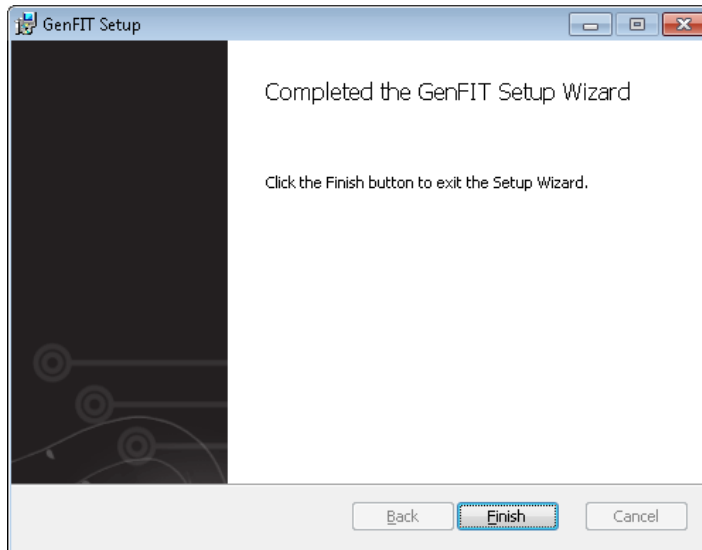 GenFIT Setup
Completed the GenFIT Setup Wizard
Click the Finish button to exit the Setup Wizard.
Back
Finish
Cancel